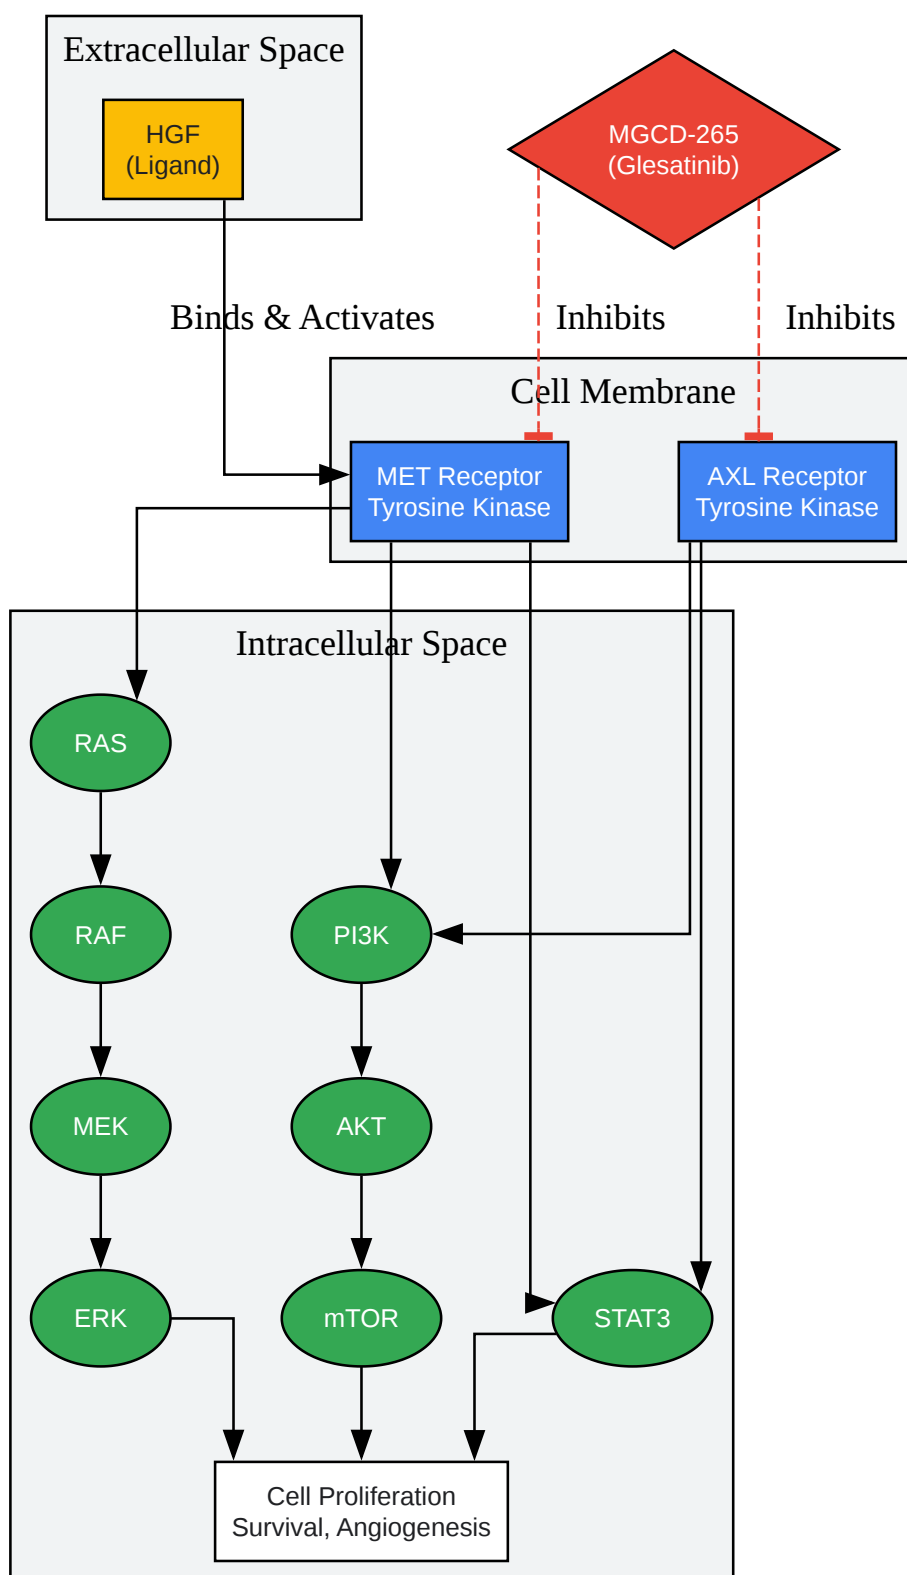 Extracellular Space
HGF
(Ligand)
MGCD-265
(Glesatinib)
Binds & Activates
Inhibits
Inhibits
Cell Membrane
MET Receptor
Tyrosine Kinase
AXL Receptor
Tyrosine Kinase
Intracellular Space
RAS
RAF
PI3K
MEK
AKT
ERK
mTOR
STAT3
Cell Proliferation
Survival, Angiogenesis